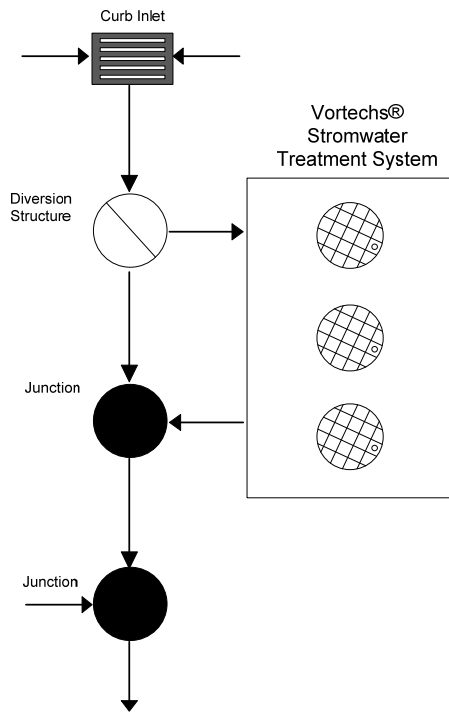 Curb Inlet
Vortechs®
Stromwater
Treatment System
Diversion
Structure
Junction
Junction